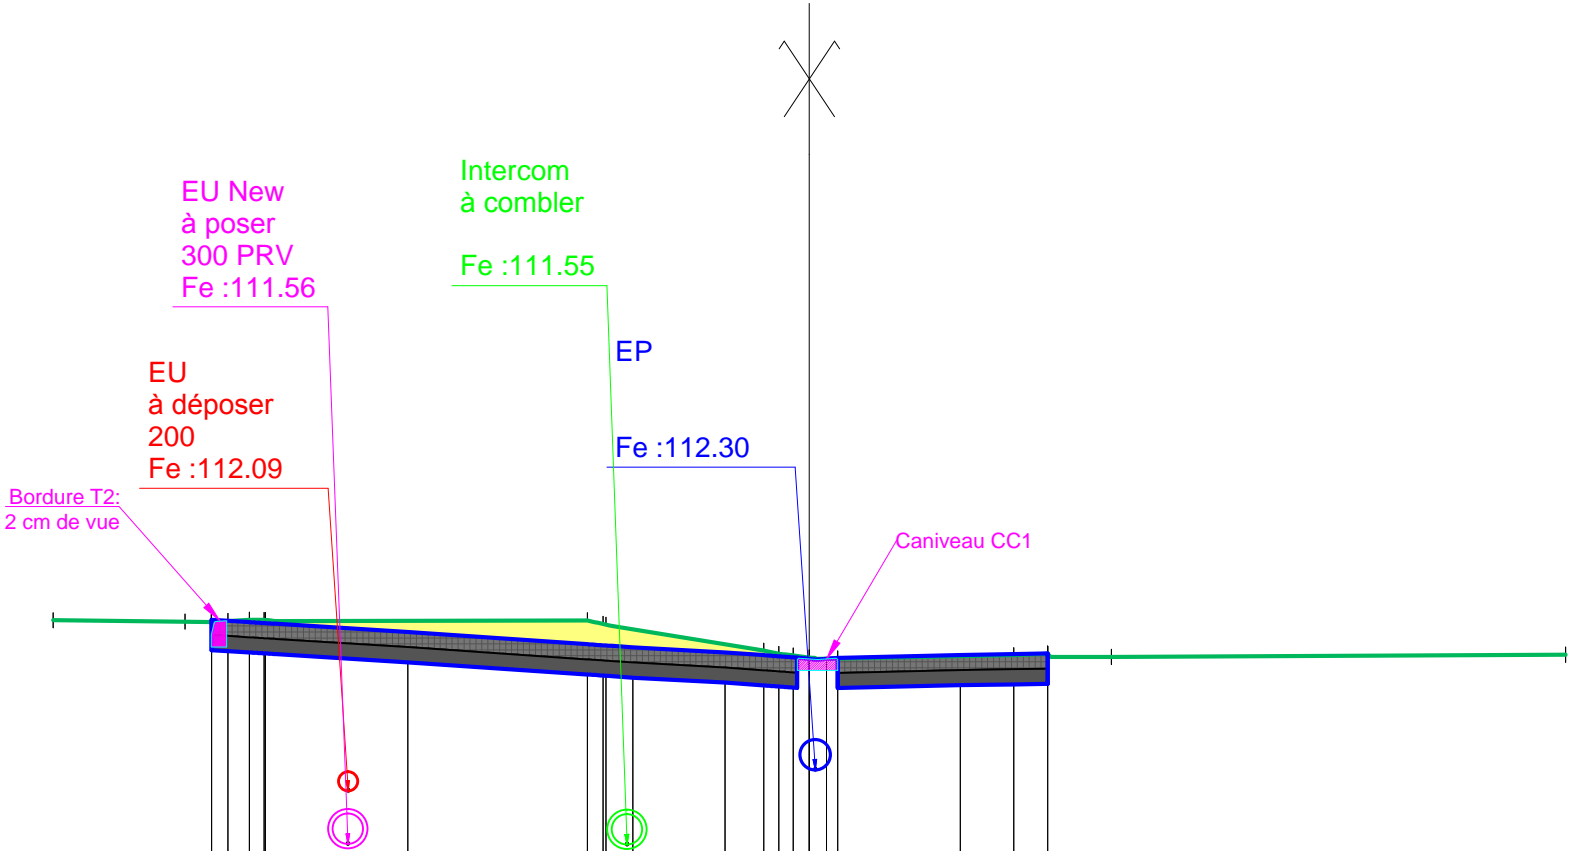 EU New
à poser
300 PRV
Fe :111.56
Intercom
à combler
Fe :111.55
EP
Fe :112.30
EU
à déposer
200
Fe :112.09
Bordure T2:
2 cm de vue
Caniveau CC1